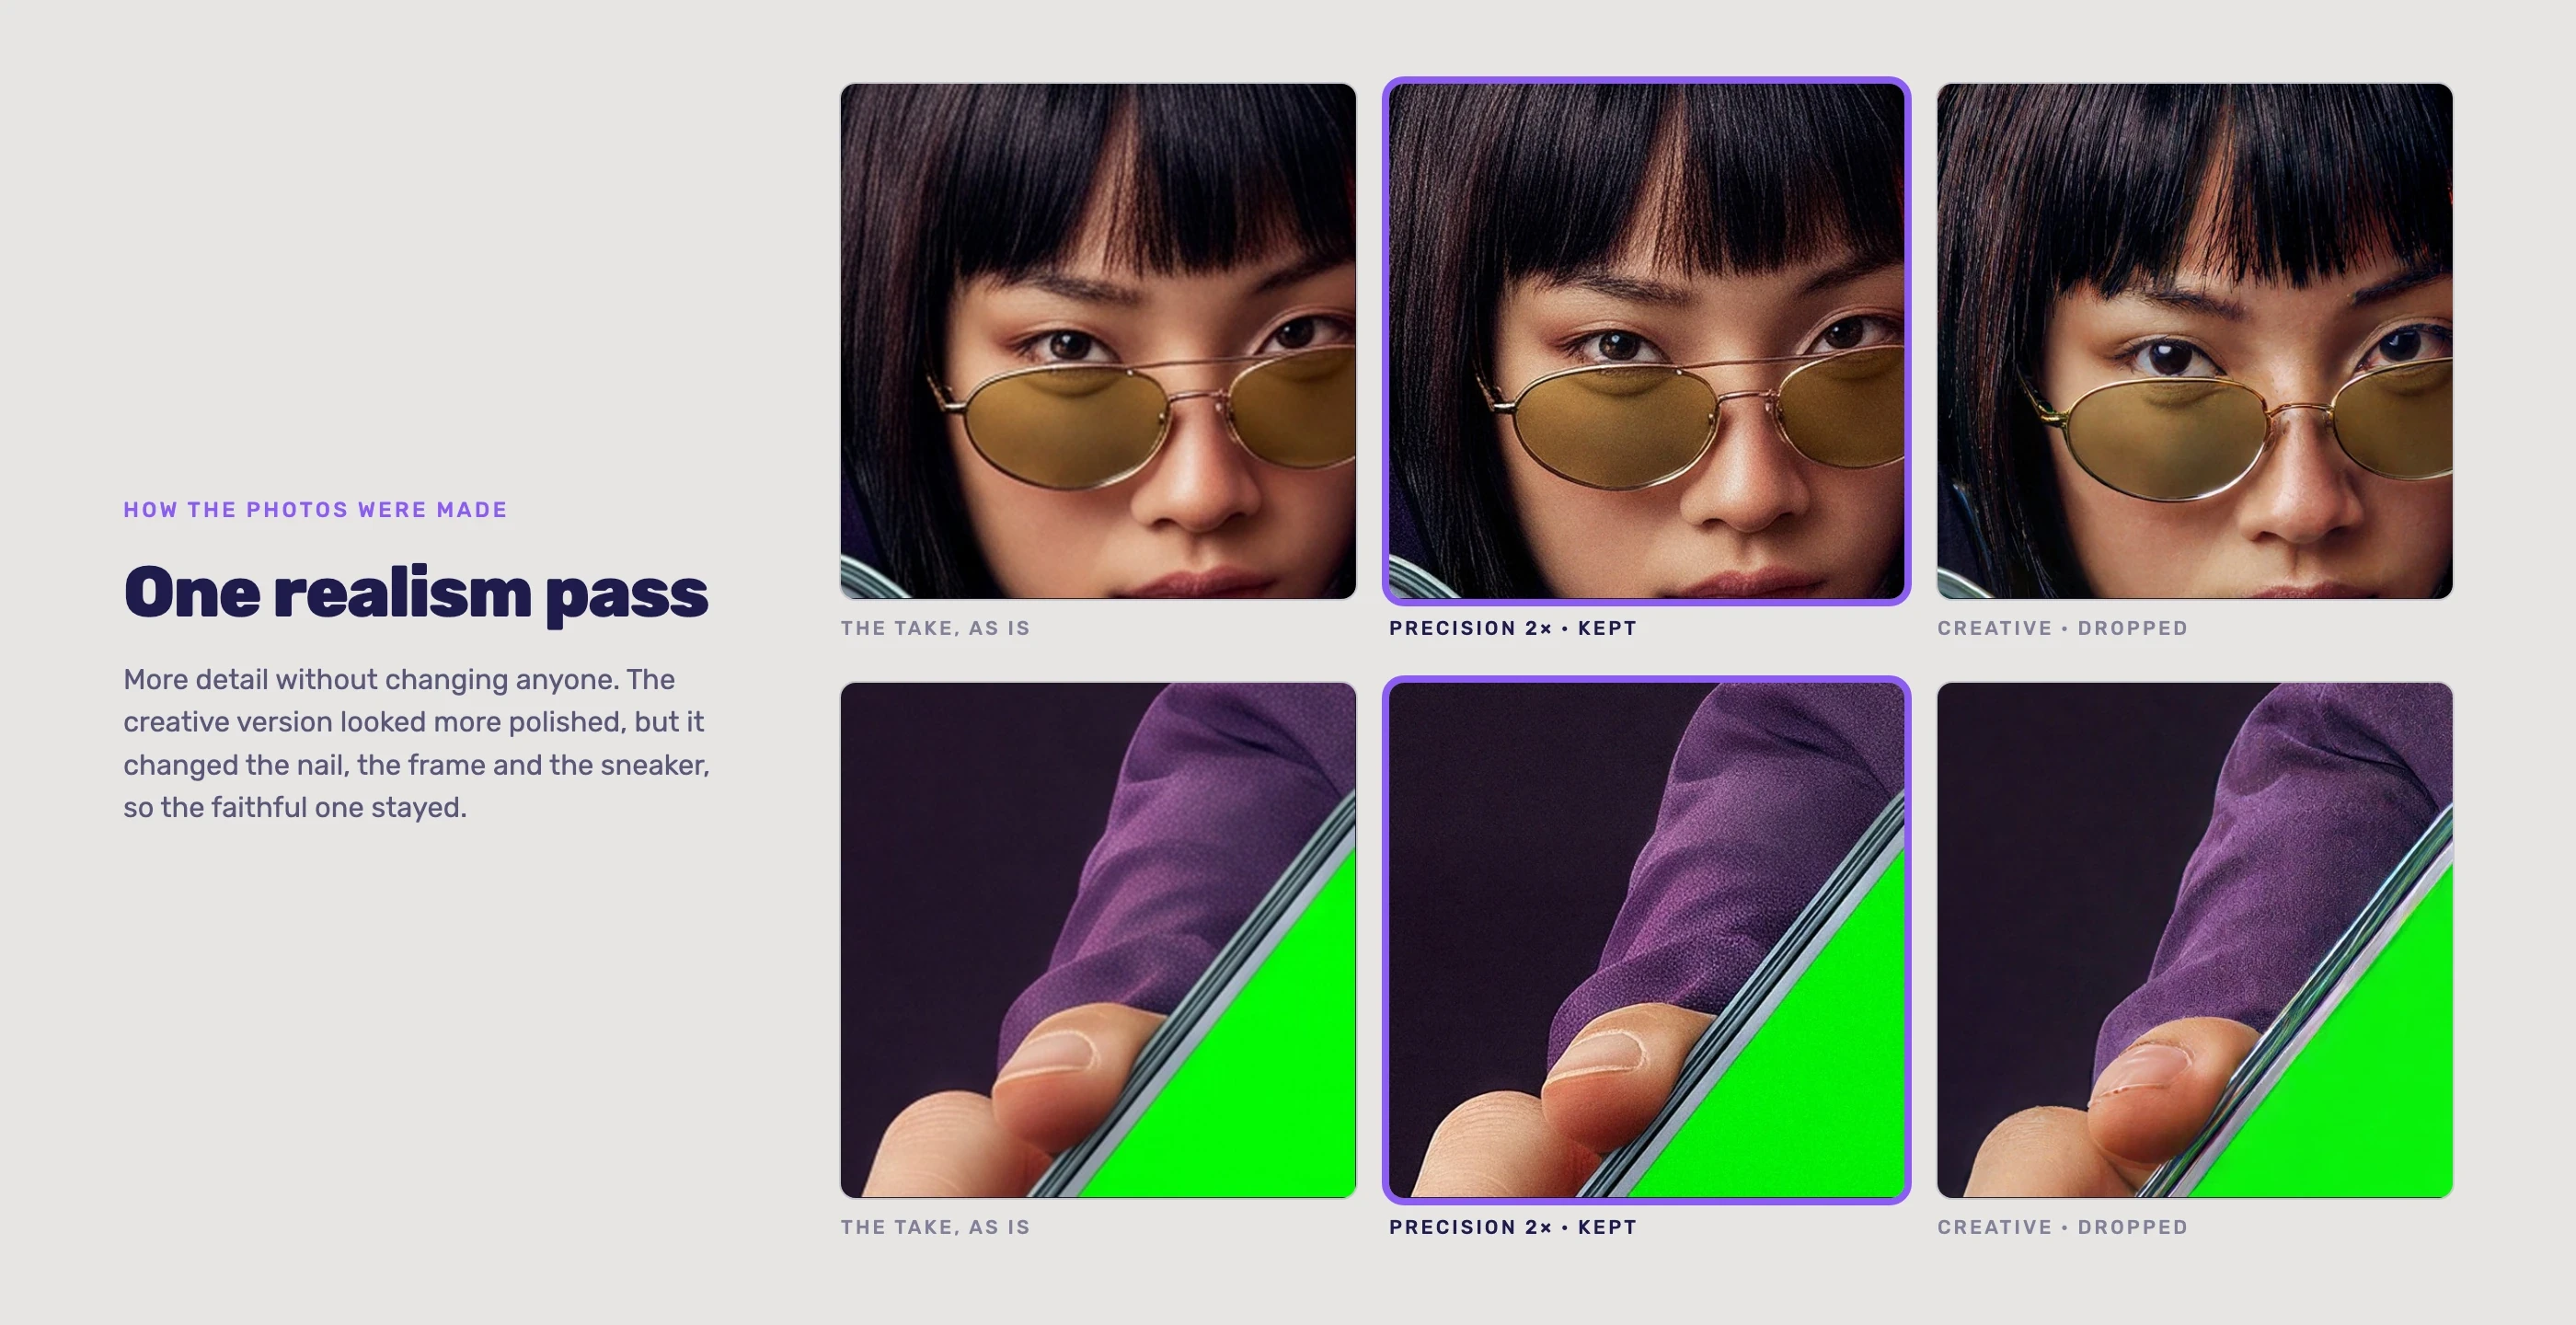 HOW THE PHOTOS WERE MADE
One realism pass
More detail without changing anyone. The
creative version looked more polished, but it
changed the nail, the frame and the sneaker,
so the faithful one stayed.
THE TAKE, AS IS
PRECISION 2× • KEPT
CREATIVE • DROPPED
THE TAKE, AS IS
PRECISION 2× • KEPT
CREATIVE • DROPPED